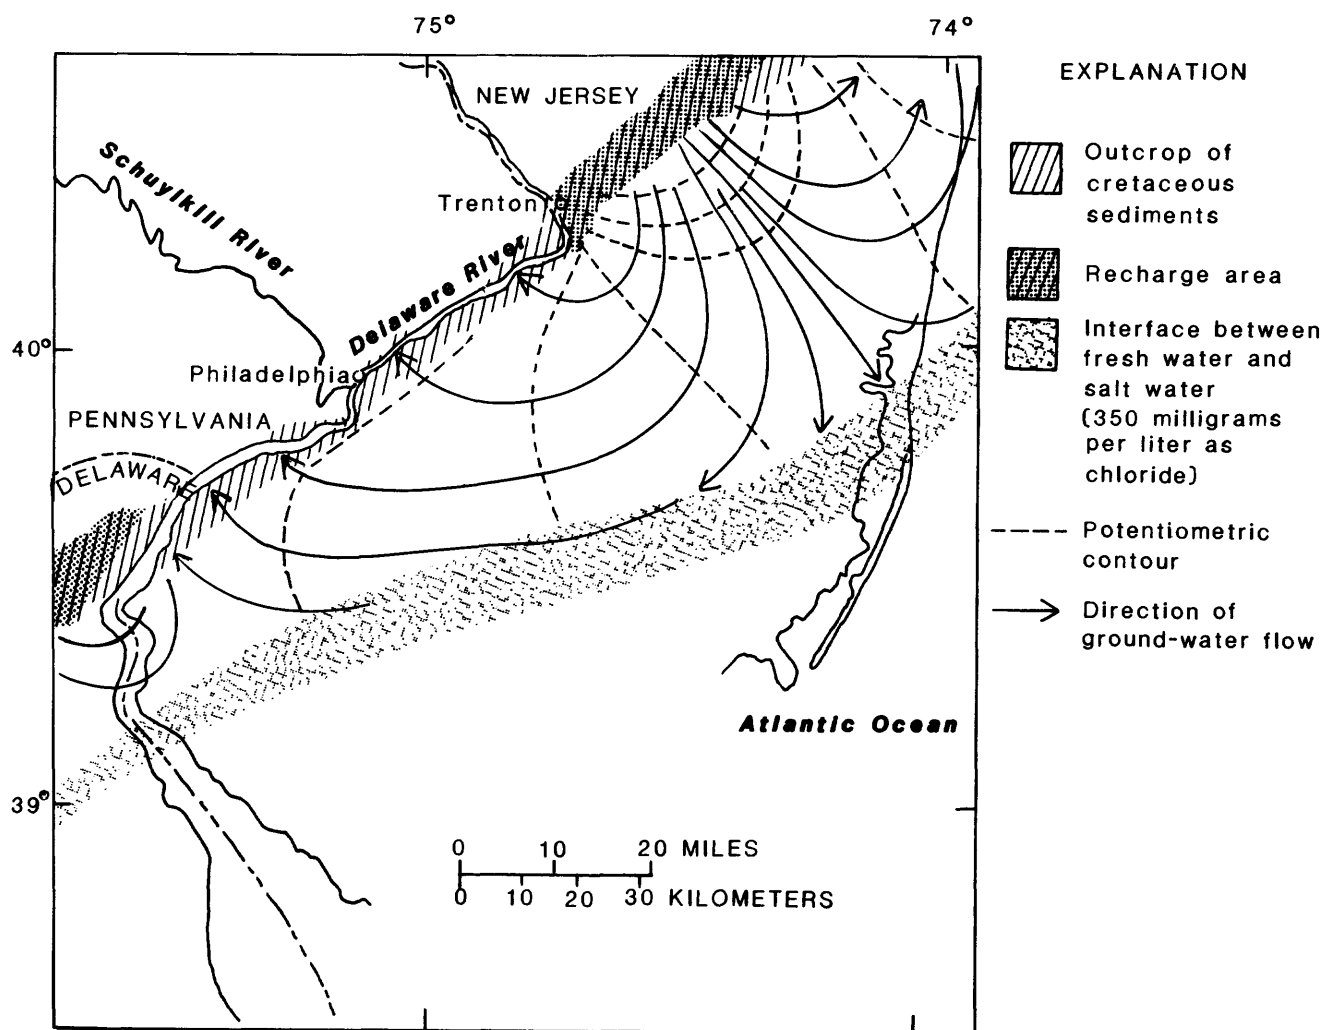 75°
74°
NEW JERSEY
EXPLANATION
Schuylkill River
Outcrop of
cretaceous
sediments
Trenton
Delaware River
Recharge area
40°
Interface between
fresh water and
salt water
(350 milligrams
per liter as
chloride)
Philadelphia
PENNSYLVANIA
DELAWARE
Potentiometric
contour
Direction of
ground-water flow
Atlantic Ocean
39°
0 10 20 MILES
0 10 20 30 KILOMETERS